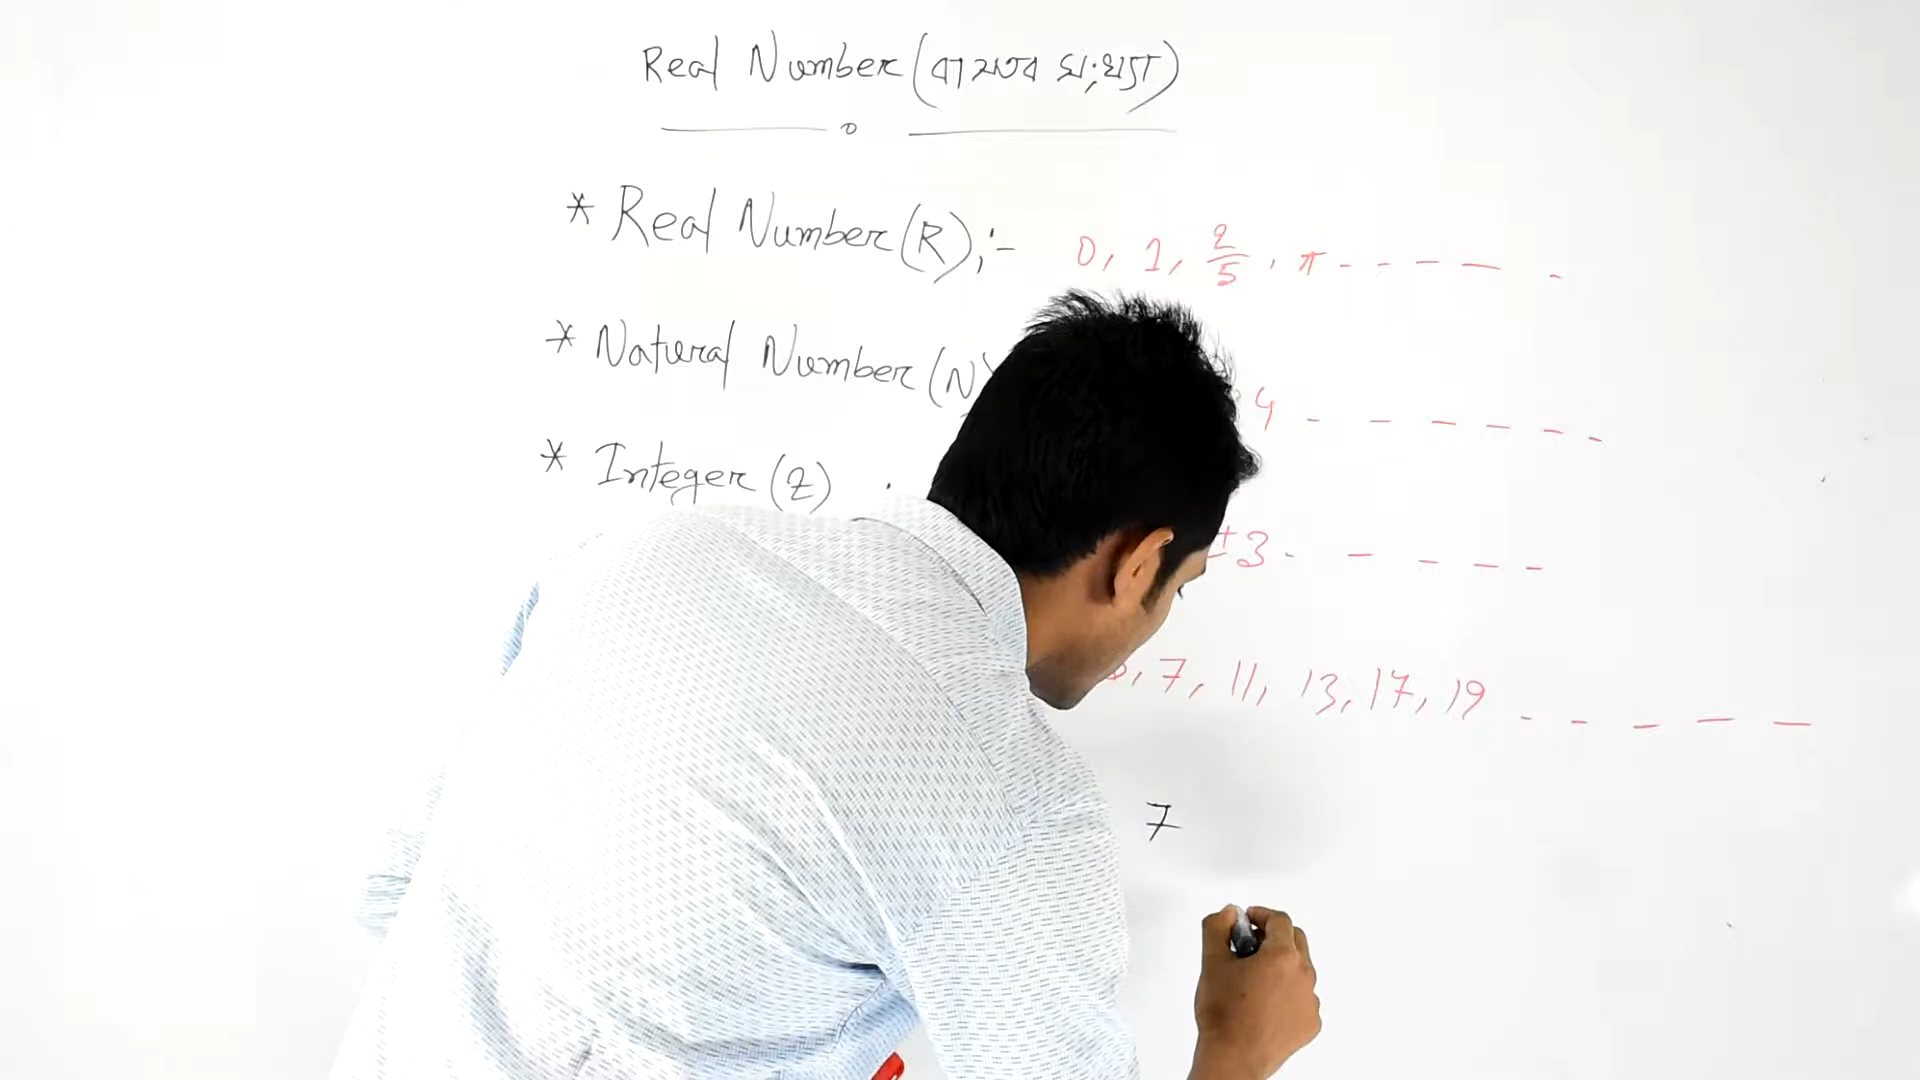 Real Number (বাস্তব সংখ্যা)
* Real Number (R);- 0, 1, 2/5, π - - - - -
* Natural Number (N) 4 - - - - - -
* Integer (Z) ±3 - - - - -
, 7, 11, 13, 17, 19 - - - - -
7